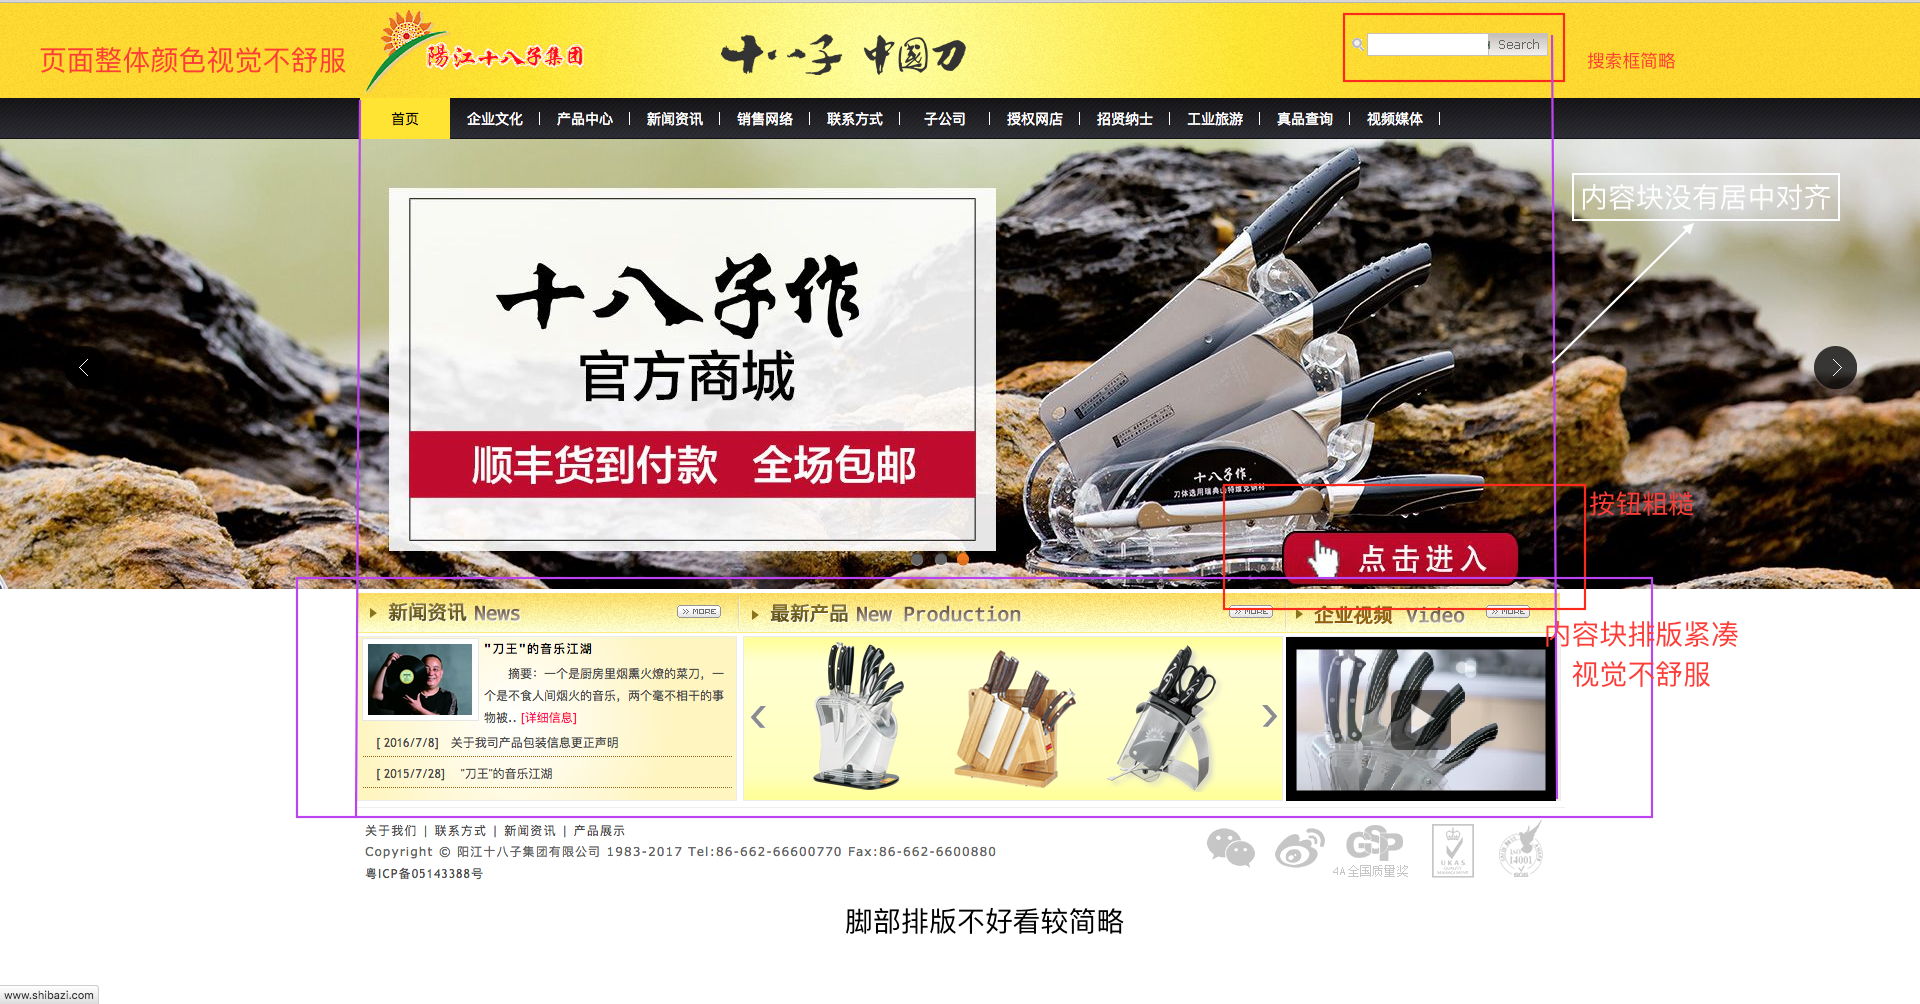 页面整体颜色视觉不舒服
陽江十八子集团
十八子 中國刀
Search
搜索框简略
首页
企业文化 | 产品中心 | 新闻资讯 | 销售网络 | 联系方式 | 子公司 | 授权网店 | 招贤纳士 | 工业旅游 | 真品查询 | 视频媒体 |
内容块没有居中对齐
十八子作
官方商城
顺丰货到付款 全场包邮
十八子作.
按钮粗糙
点击进入
新闻资讯 News
MORE
最新产品 New Production
MORE
企业视频 Video
MORE
内容块排版紧凑
视觉不舒服
"刀王"的音乐江湖
摘要：一个是厨房里烟熏火燎的菜刀，一
个是不食人间烟火的音乐，两个毫不相干的事
物被.. [详细信息]
[ 2016/7/8] 关于我司产品包装信息更正声明
[ 2015/7/28] "刀王"的音乐江湖
关于我们 | 联系方式 | 新闻资讯 | 产品展示
Copyright © 阳江十八子集团有限公司 1983-2017 Tel:86-662-66600770 Fax:86-662-6600880
粤ICP备05143388号
4A全国质量奖
UKAS
ISO
14001
脚部排版不好看较简略
www.shibazi.com